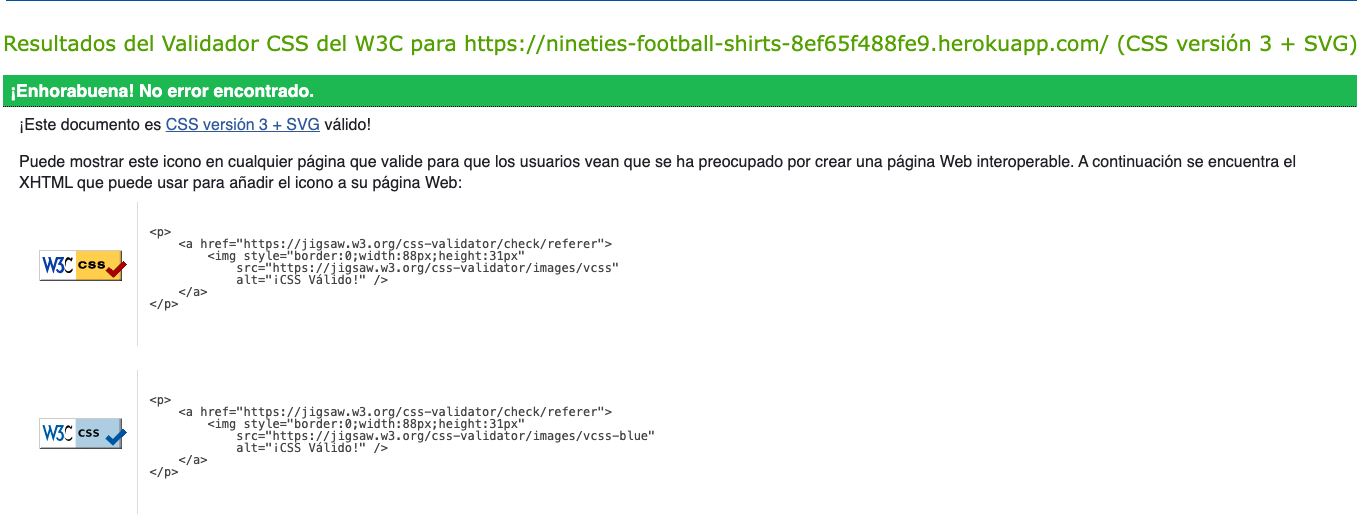 Resultados del Validador CSS del W3C para https://nineties-football-shirts-8ef65f488fe9.herokuapp.com/ (CSS versión 3 + SVG)
¡Enhorabuena! No error encontrado.
¡Este documento es CSS versión 3 + SVG válido!
Puede mostrar este icono en cualquier página que valide para que los usuarios vean que se ha preocupado por crear una página Web interoperable. A continuación se encuentra el
XHTML que puede usar para añadir el icono a su página Web:
W3C css
<p>
    <a href="https://jigsaw.w3.org/css-validator/check/referer">
        <img style="border:0;width:88px;height:31px"
            src="https://jigsaw.w3.org/css-validator/images/vcss"
            alt="¡CSS Válido!" />
    </a>
</p>
W3C css
<p>
    <a href="https://jigsaw.w3.org/css-validator/check/referer">
        <img style="border:0;width:88px;height:31px"
            src="https://jigsaw.w3.org/css-validator/images/vcss-blue"
            alt="¡CSS Válido!" />
    </a>
</p>